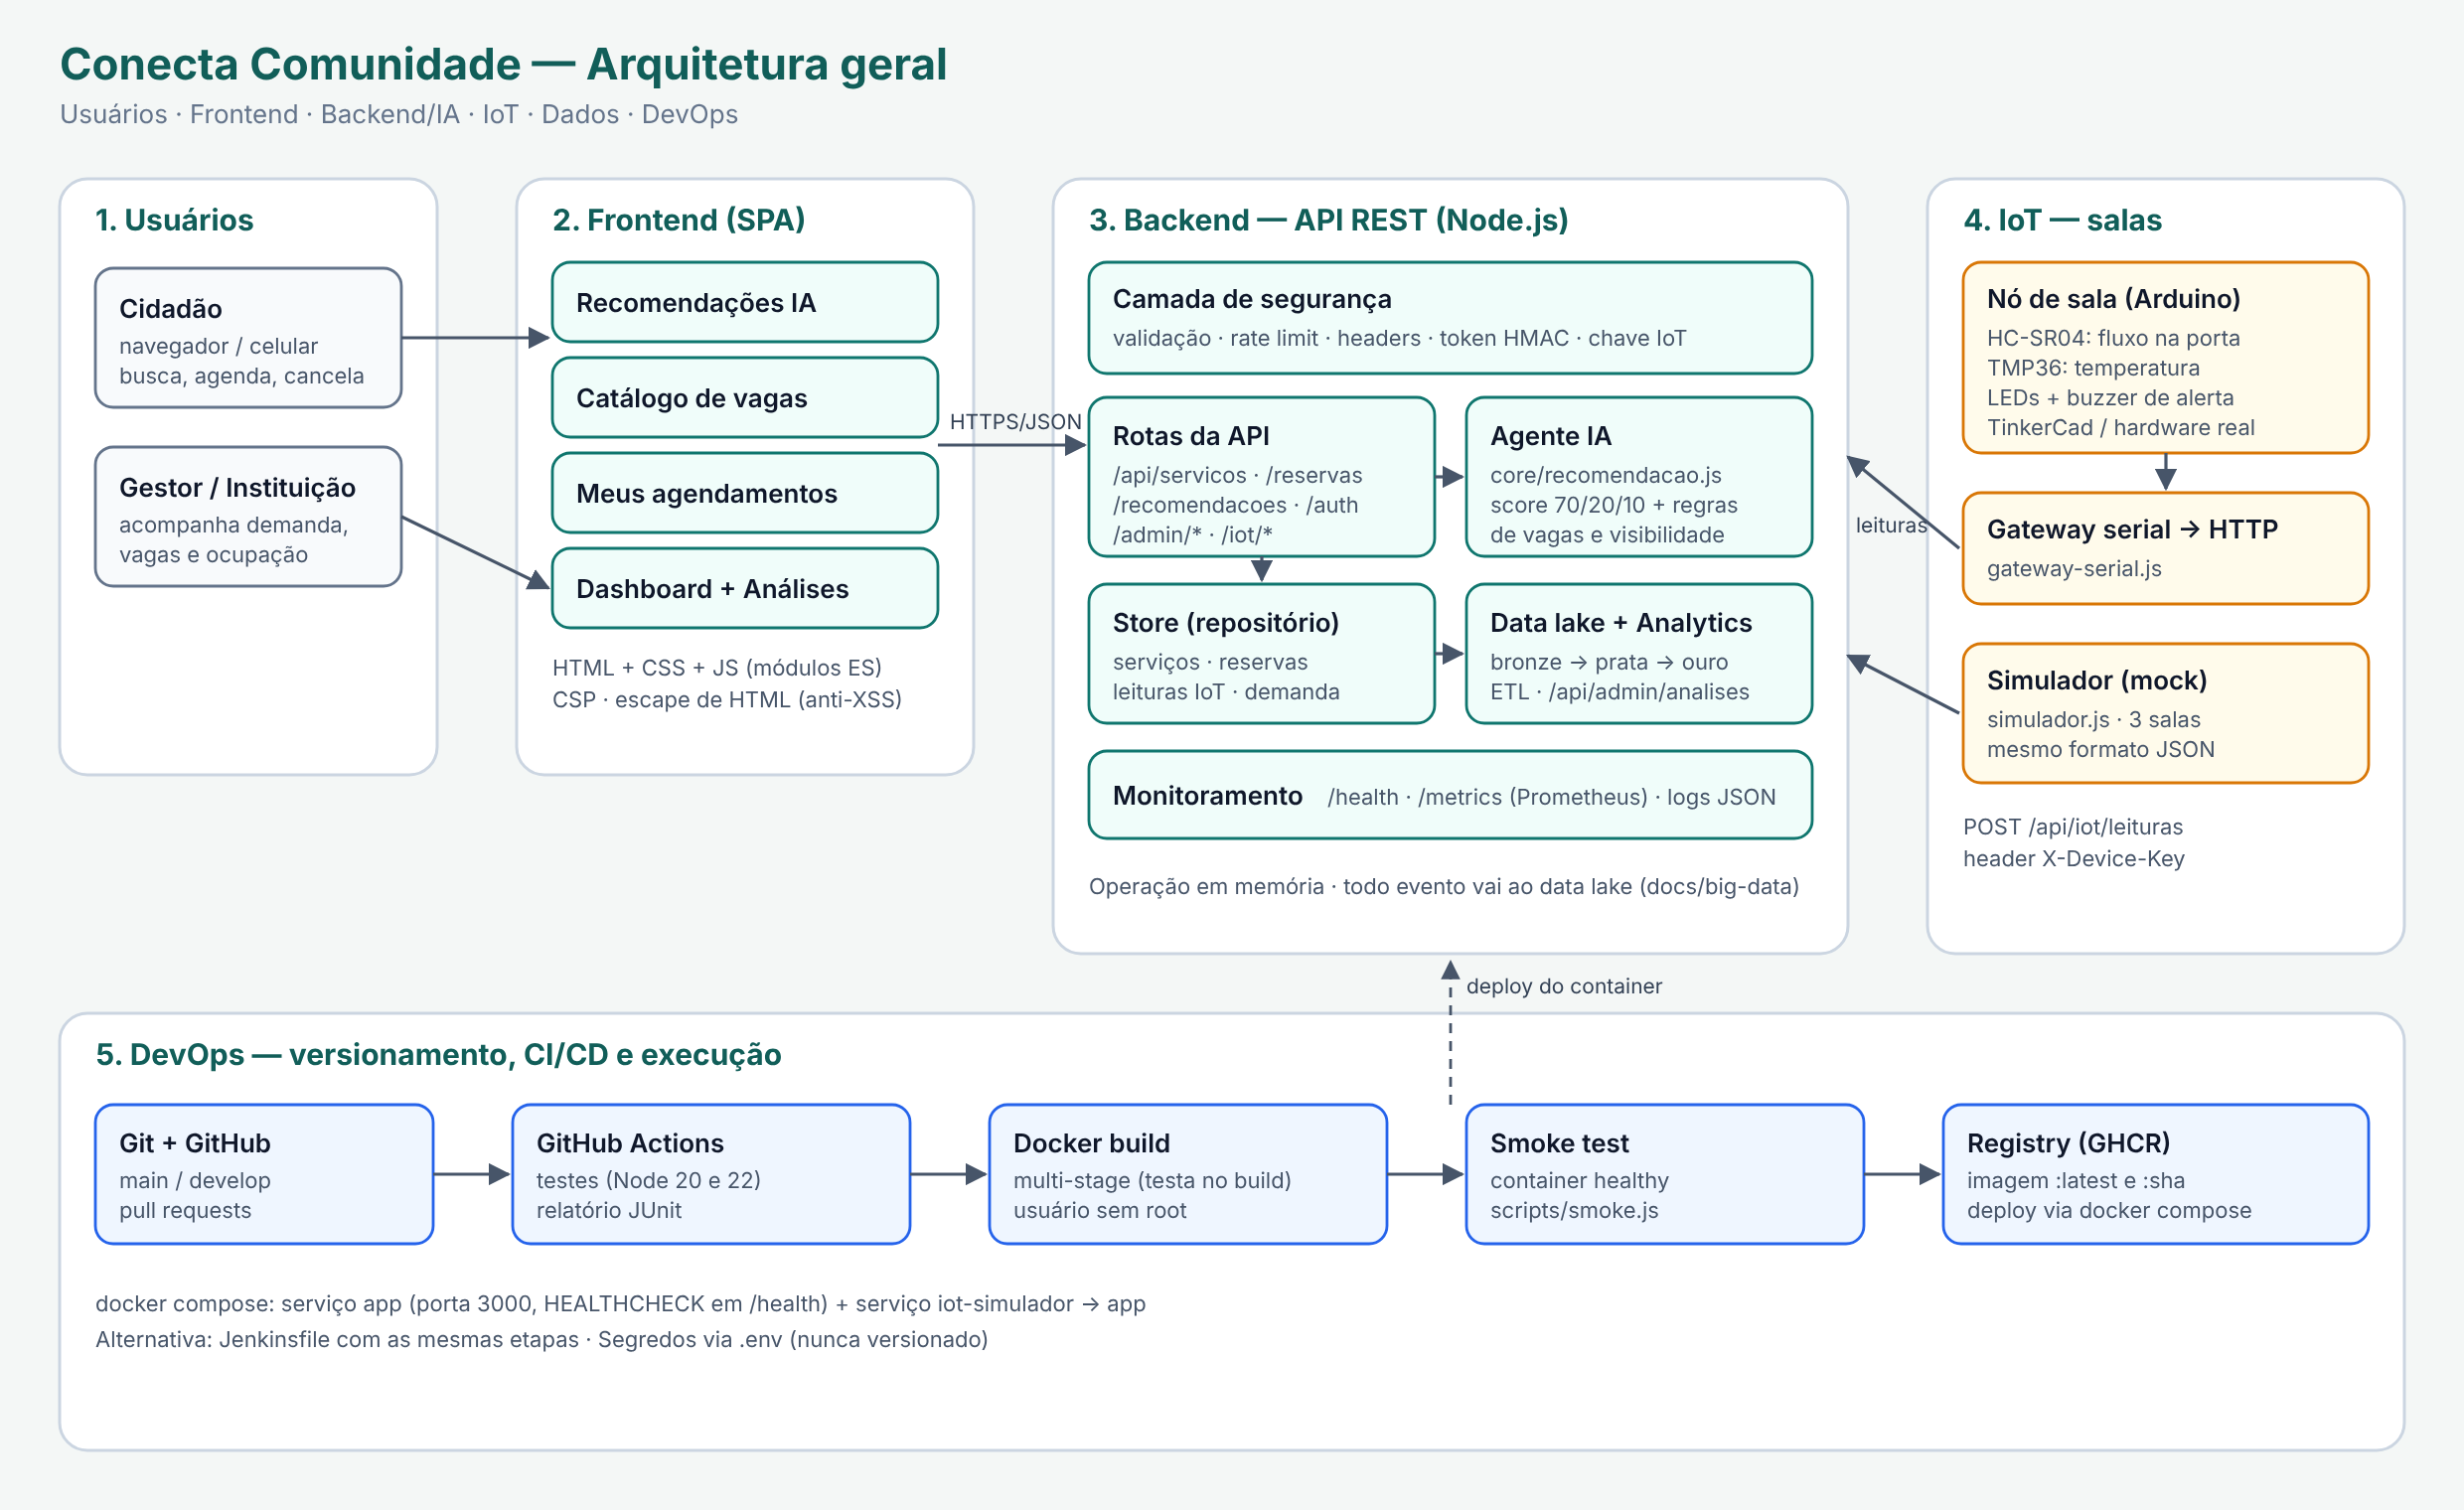 Conecta Comunidade — Arquitetura geral
Usuários · Frontend · Backend/IA · IoT · Dados · DevOps
1. Usuários
Cidadão
navegador / celular
busca, agenda, cancela
Gestor / Instituição
acompanha demanda,
vagas e ocupação
2. Frontend (SPA)
Recomendações IA
Catálogo de vagas
Meus agendamentos
Dashboard + Análises
HTML + CSS + JS (módulos ES)
CSP · escape de HTML (anti-XSS)
HTTPS/JSON
3. Backend — API REST (Node.js)
Camada de segurança
validação · rate limit · headers · token HMAC · chave IoT
Rotas da API
/api/servicos · /reservas
/recomendacoes · /auth
/admin/* · /iot/*
Agente IA
core/recomendacao.js
score 70/20/10 + regras
de vagas e visibilidade
Store (repositório)
serviços · reservas
leituras IoT · demanda
Data lake + Analytics
bronze → prata → ouro
ETL · /api/admin/analises
Monitoramento /health · /metrics (Prometheus) · logs JSON
Operação em memória · todo evento vai ao data lake (docs/big-data)
leituras
4. IoT — salas
Nó de sala (Arduino)
HC-SR04: fluxo na porta
TMP36: temperatura
LEDs + buzzer de alerta
TinkerCad / hardware real
Gateway serial → HTTP
gateway-serial.js
Simulador (mock)
simulador.js · 3 salas
mesmo formato JSON
POST /api/iot/leituras
header X-Device-Key
deploy do container
5. DevOps — versionamento, CI/CD e execução
Git + GitHub
main / develop
pull requests
GitHub Actions
testes (Node 20 e 22)
relatório JUnit
Docker build
multi-stage (testa no build)
usuário sem root
Smoke test
container healthy
scripts/smoke.js
Registry (GHCR)
imagem :latest e :sha
deploy via docker compose
docker compose: serviço app (porta 3000, HEALTHCHECK em /health) + serviço iot-simulador → app
Alternativa: Jenkinsfile com as mesmas etapas · Segredos via .env (nunca versionado)